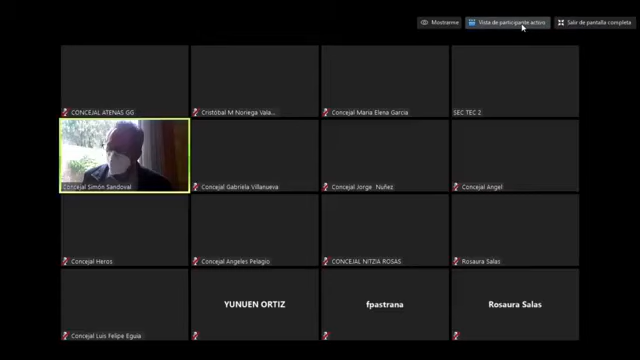 Mostrarme
Vista de participante activo
Salir de pantalla completa
CONCEJAL ATENAS GG
Cristóbal M Noriega Vala...
Concejal Maria Elena Garcia
SEC TEC 2
Concejal Simón Sandoval
Concejal Gabriela Villanueva
Concejal Jorge Nuñez
Concejal Angel
Concejal Heros
Concejal Angeles Pelagio
CONCEJAL NITZIA ROSAS
Rosaura Salas
Concejal Luis Felipe Eguia
YUNUEN ORTIZ
fpastrana
Rosaura Salas